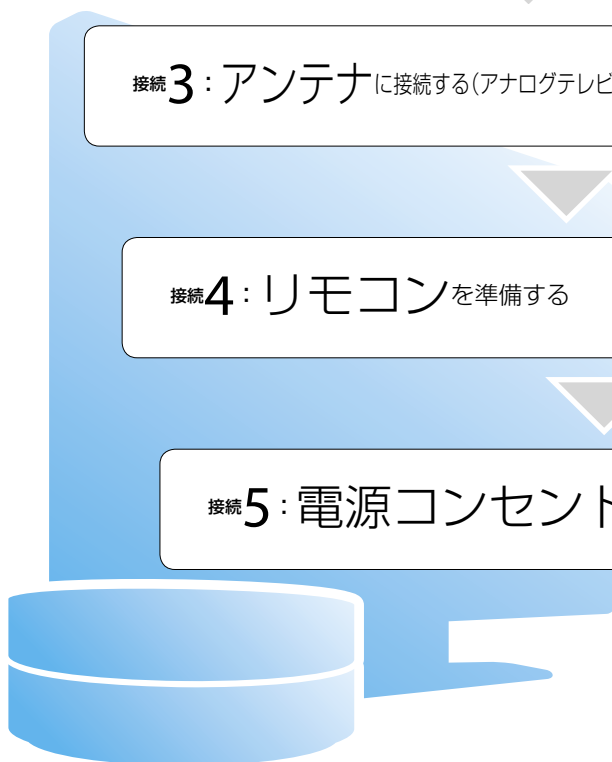 接続3：アンテナに接続する(アナログテレビ
接続4：リモコンを準備する
接続5：電源コンセント